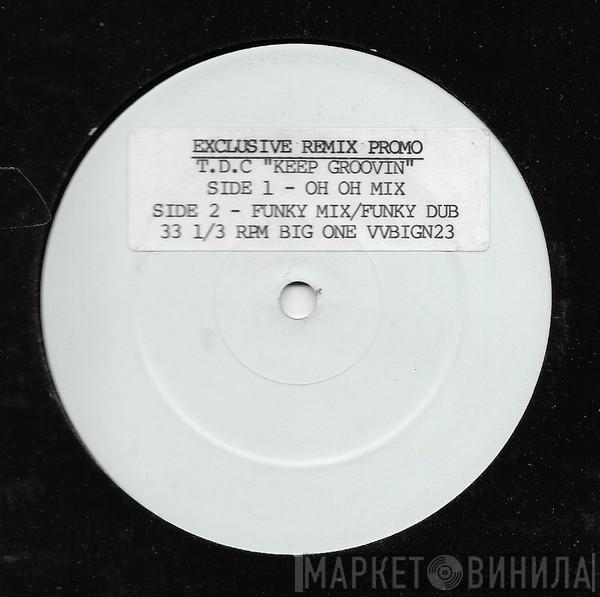 EXCLUSIVE REMIX PROMO
T.D.C "KEEP GROOVIN"
SIDE 1 - OH OH MIX
SIDE 2 - FUNKY MIX/FUNKY DUB
33 1/3 RPM BIG ONE VVBIGN23
МАРКЕТ ВИНИЛА